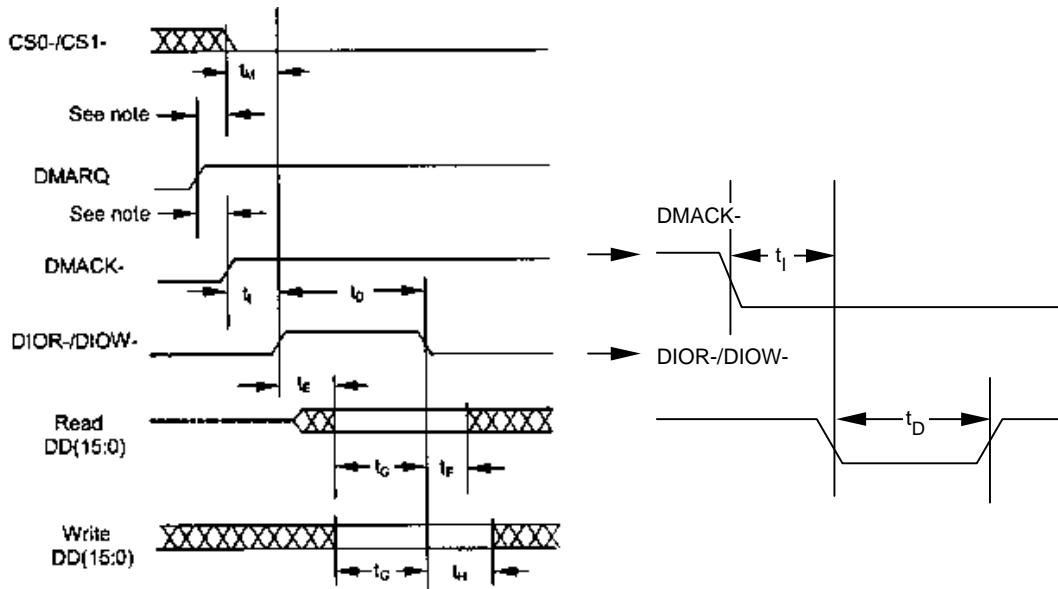 CS0-/CS1-
tM
See note
DMARQ
See note
DMACK-
tI
tD
DIOR-/DIOW-
tE
Read
DD(15:0)
tG
tF
Write
DD(15:0)
tG
tH
DMACK-
tI
DIOR-/DIOW-
tD